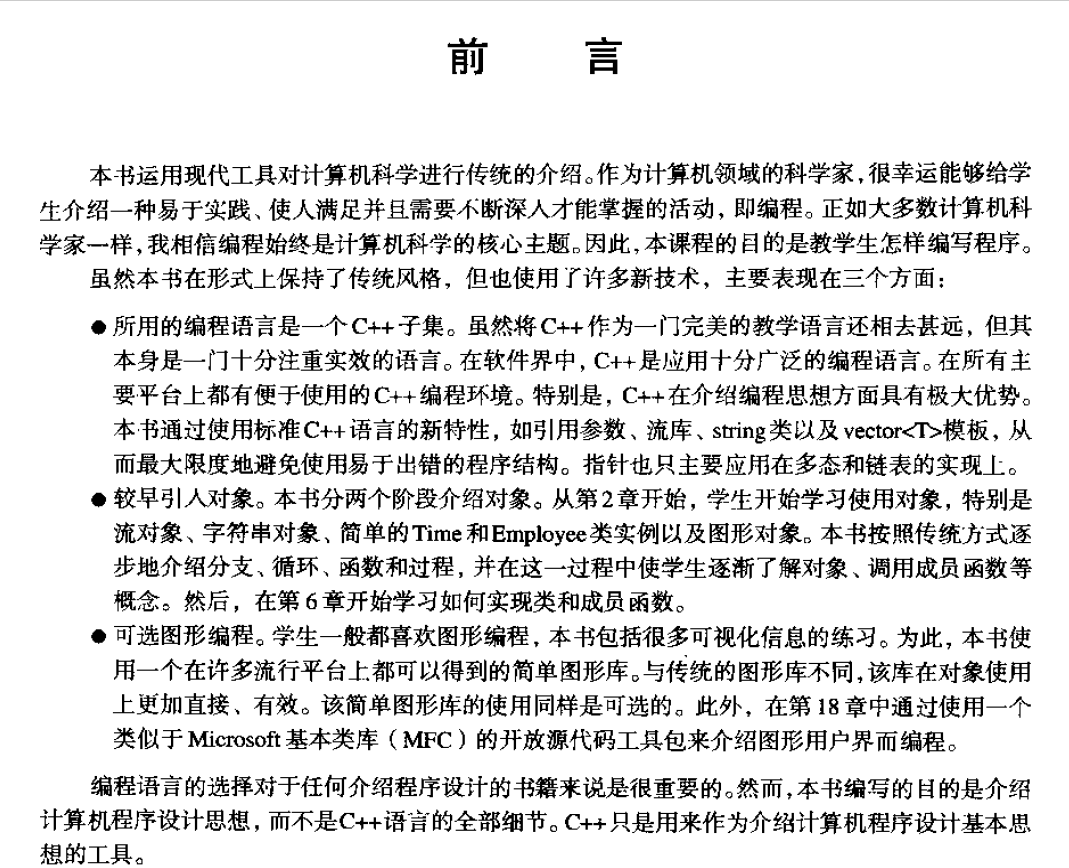 前言
本书运用现代工具对计算机科学进行传统的介绍。作为计算机领域的科学家,很幸运能够给学
生介绍一种易于实践、使人满足并且需要不断深入才能掌握的活动，即编程。正如大多数计算机科
学家一样,我相信编程始终是计算机科学的核心主题。因此,本课程的目的是教学生怎样编写程序。
虽然本书在形式上保持了传统风格，但也使用了许多新技术，主要表现在三个方面：
●所用的编程语言是一个C++子集。虽然将C++作为一门完美的教学语言还相去甚远，但其
本身是一门十分注重实效的语言。在软件界中，C++是应用十分广泛的编程语言。在所有主
要平台上都有便于使用的C++编程环境。特别是，C++在介绍编程思想方面具有极大优势。
本书通过使用标准C++语言的新特性，如引用参数、流库、string类以及vector<T>模板，从
而最大限度地避免使用易于出错的程序结构。指针也只主要应用在多态和链表的实现上。
●较早引入对象。本书分两个阶段介绍对象。从第2章开始，学生开始学习使用对象，特别是
流对象、字符串对象、简单的Time和Employee类实例以及图形对象。本书按照传统方式逐
步地介绍分支、循环、函数和过程，并在这一过程中使学生逐渐了解对象、调用成员函数等
概念。然后，在第6章开始学习如何实现类和成员函数。
●可选图形编程。学生一般都喜欢图形编程，本书包括很多可视化信息的练习。为此，本书使
用一个在许多流行平台上都可以得到的简单图形库。与传统的图形库不同,该库在对象使用
上更加直接、有效。该简单图形库的使用同样是可选的。此外，在第18章中通过使用一个
类似于Microsoft基本类库（MFC）的开放源代码工具包来介绍图形用户界面编程。
编程语言的选择对于任何介绍程序设计的书籍来说是很重要的。然而,本书编写的目的是介绍
计算机程序设计思想，而不是C++语言的全部细节。C++只是用来作为介绍计算机程序设计基本思
想的工具。